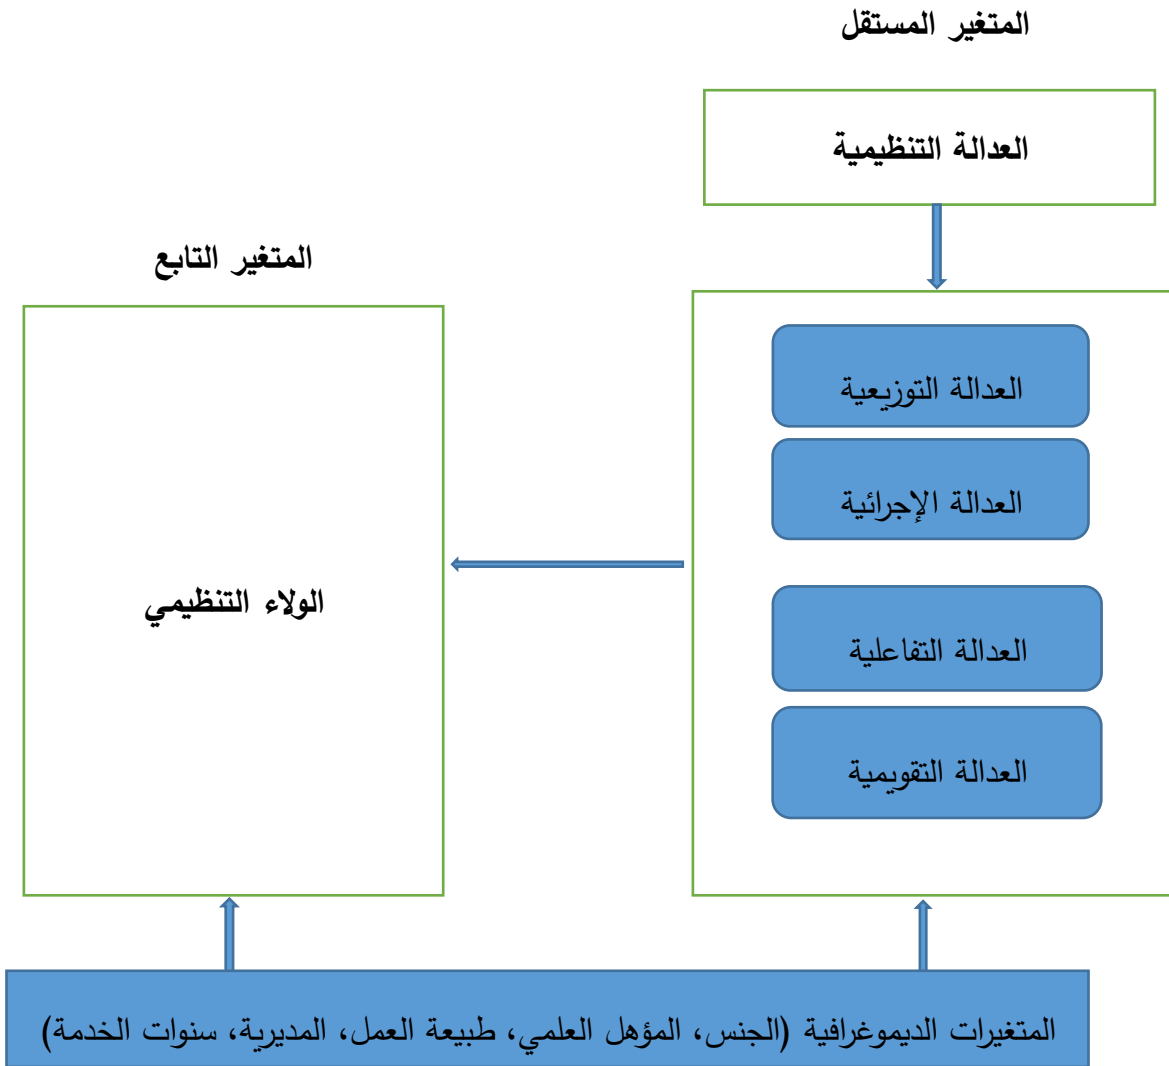 المتغير المستقل
العدالة التنظيمية
المتغير التابع
العدالة التوزيعية
العدالة الإجرائية
العدالة التفاعلية
العدالة التقويمية
الولاء التنظيمي
المتغيرات الديموغرافية (الجنس، المؤهل العلمي، طبيعة العمل، المديرية، سنوات الخدمة)